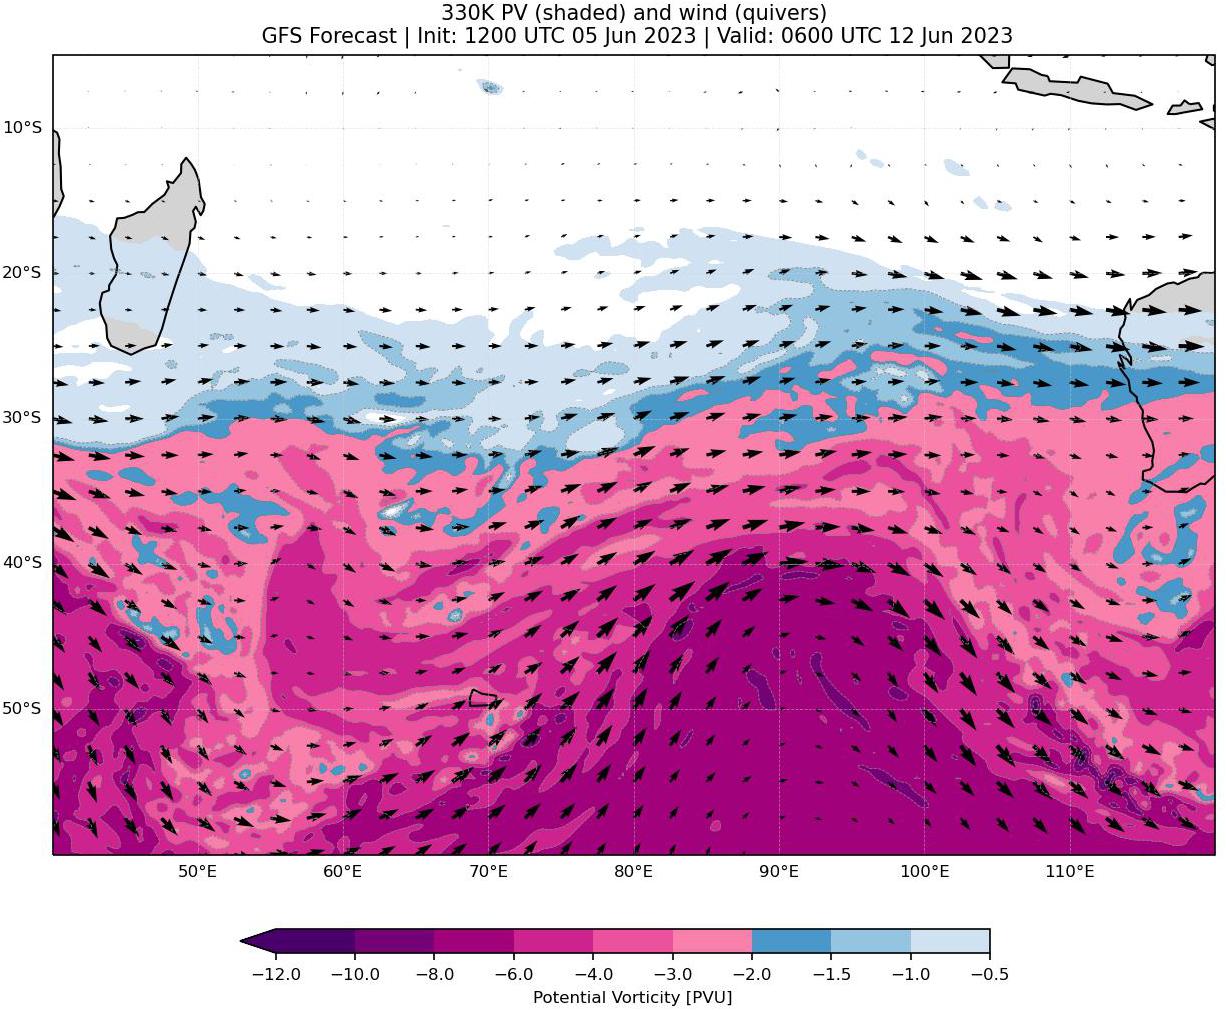 330K PV (shaded) and wind (quivers)
GFS Forecast | Init: 1200 UTC 05 Jun 2023 | Valid: 0600 UTC 12 Jun 2023
10°S
20°S
30°S
40°S
50°S
50°E 60°E 70°E 80°E 90°E 100°E 110°E
−12.0 −10.0 −8.0 −6.0 −4.0 −3.0 −2.0 −1.5 −1.0 −0.5
Potential Vorticity [PVU]